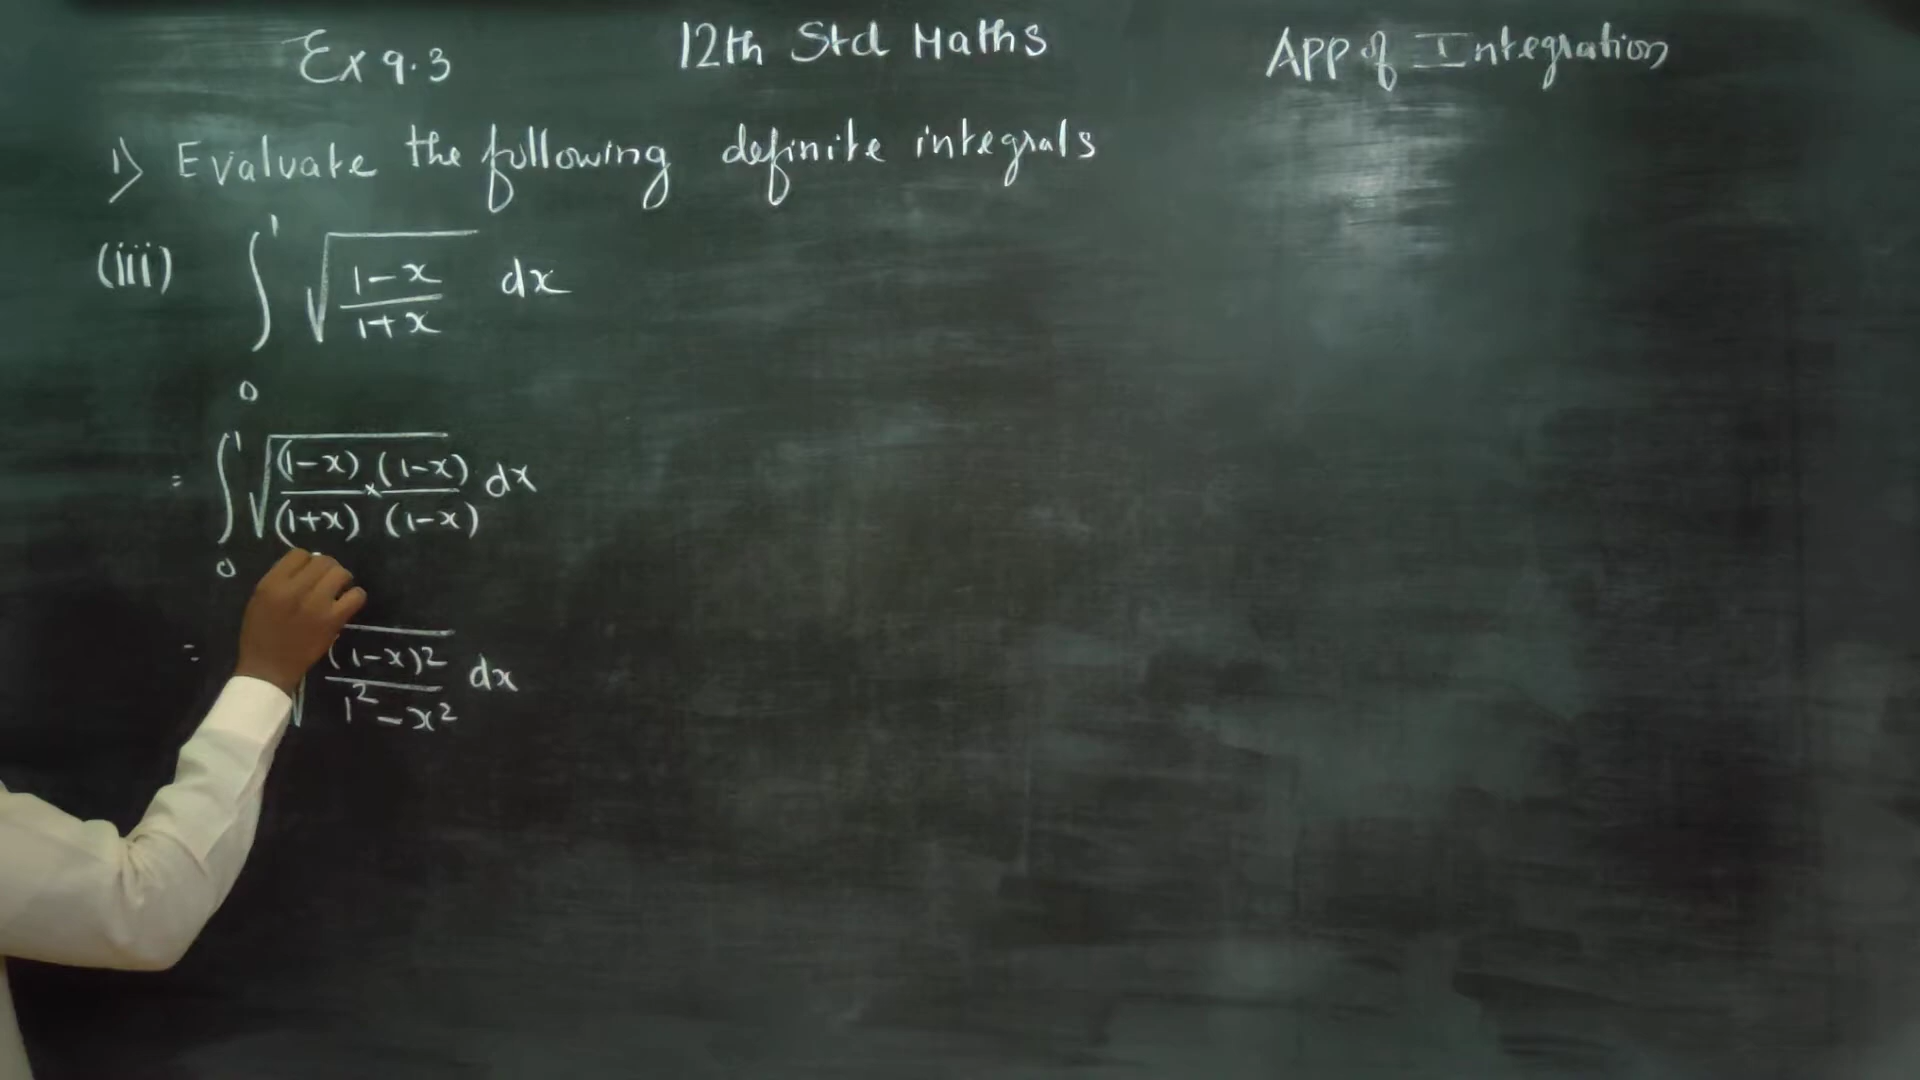 Ex 9.3 12th Std Maths APP of Integration
1) Evaluate the following definite integrals
(iii) ∫₀¹ √((1-x)/(1+x)) dx
= ∫₀¹ √((1-x)/(1+x) × (1-x)/(1-x)) dx
= √((1-x)²/(1²-x²)) dx